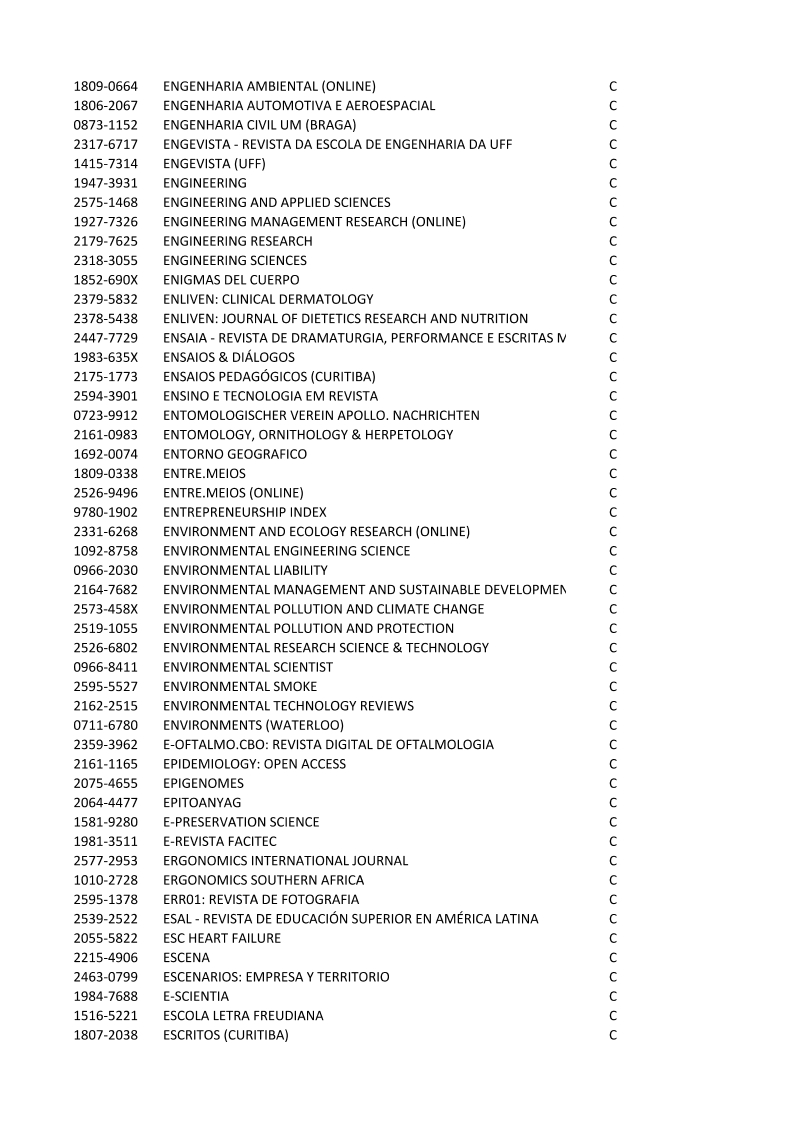 1809-0664 ENGENHARIA AMBIENTAL (ONLINE) C
1806-2067 ENGENHARIA AUTOMOTIVA E AEROESPACIAL C
0873-1152 ENGENHARIA CIVIL UM (BRAGA) C
2317-6717 ENGEVISTA - REVISTA DA ESCOLA DE ENGENHARIA DA UFF C
1415-7314 ENGEVISTA (UFF) C
1947-3931 ENGINEERING C
2575-1468 ENGINEERING AND APPLIED SCIENCES C
1927-7326 ENGINEERING MANAGEMENT RESEARCH (ONLINE) C
2179-7625 ENGINEERING RESEARCH C
2318-3055 ENGINEERING SCIENCES C
1852-690X ENIGMAS DEL CUERPO C
2379-5832 ENLIVEN: CLINICAL DERMATOLOGY C
2378-5438 ENLIVEN: JOURNAL OF DIETETICS RESEARCH AND NUTRITION C
2447-7729 ENSAIA - REVISTA DE DRAMATURGIA, PERFORMANCE E ESCRITAS M C
1983-635X ENSAIOS & DIÁLOGOS C
2175-1773 ENSAIOS PEDAGÓGICOS (CURITIBA) C
2594-3901 ENSINO E TECNOLOGIA EM REVISTA C
0723-9912 ENTOMOLOGISCHER VEREIN APOLLO. NACHRICHTEN C
2161-0983 ENTOMOLOGY, ORNITHOLOGY & HERPETOLOGY C
1692-0074 ENTORNO GEOGRAFICO C
1809-0338 ENTRE.MEIOS C
2526-9496 ENTRE.MEIOS (ONLINE) C
9780-1902 ENTREPRENEURSHIP INDEX C
2331-6268 ENVIRONMENT AND ECOLOGY RESEARCH (ONLINE) C
1092-8758 ENVIRONMENTAL ENGINEERING SCIENCE C
0966-2030 ENVIRONMENTAL LIABILITY C
2164-7682 ENVIRONMENTAL MANAGEMENT AND SUSTAINABLE DEVELOPMEN C
2573-458X ENVIRONMENTAL POLLUTION AND CLIMATE CHANGE C
2519-1055 ENVIRONMENTAL POLLUTION AND PROTECTION C
2526-6802 ENVIRONMENTAL RESEARCH SCIENCE & TECHNOLOGY C
0966-8411 ENVIRONMENTAL SCIENTIST C
2595-5527 ENVIRONMENTAL SMOKE C
2162-2515 ENVIRONMENTAL TECHNOLOGY REVIEWS C
0711-6780 ENVIRONMENTS (WATERLOO) C
2359-3962 E-OFTALMO.CBO: REVISTA DIGITAL DE OFTALMOLOGIA C
2161-1165 EPIDEMIOLOGY: OPEN ACCESS C
2075-4655 EPIGENOMES C
2064-4477 EPITOANYAG C
1581-9280 E-PRESERVATION SCIENCE C
1981-3511 E-REVISTA FACITEC C
2577-2953 ERGONOMICS INTERNATIONAL JOURNAL C
1010-2728 ERGONOMICS SOUTHERN AFRICA C
2595-1378 ERR01: REVISTA DE FOTOGRAFIA C
2539-2522 ESAL - REVISTA DE EDUCACIÓN SUPERIOR EN AMÉRICA LATINA C
2055-5822 ESC HEART FAILURE C
2215-4906 ESCENA C
2463-0799 ESCENARIOS: EMPRESA Y TERRITORIO C
1984-7688 E-SCIENTIA C
1516-5221 ESCOLA LETRA FREUDIANA C
1807-2038 ESCRITOS (CURITIBA) C